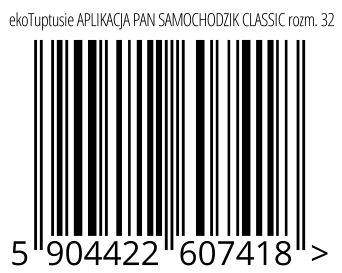 ekoTuptusie APLIKACJA PAN SAMOCHODZIK CLASSIC rozm. 32
5 904422 607418 >